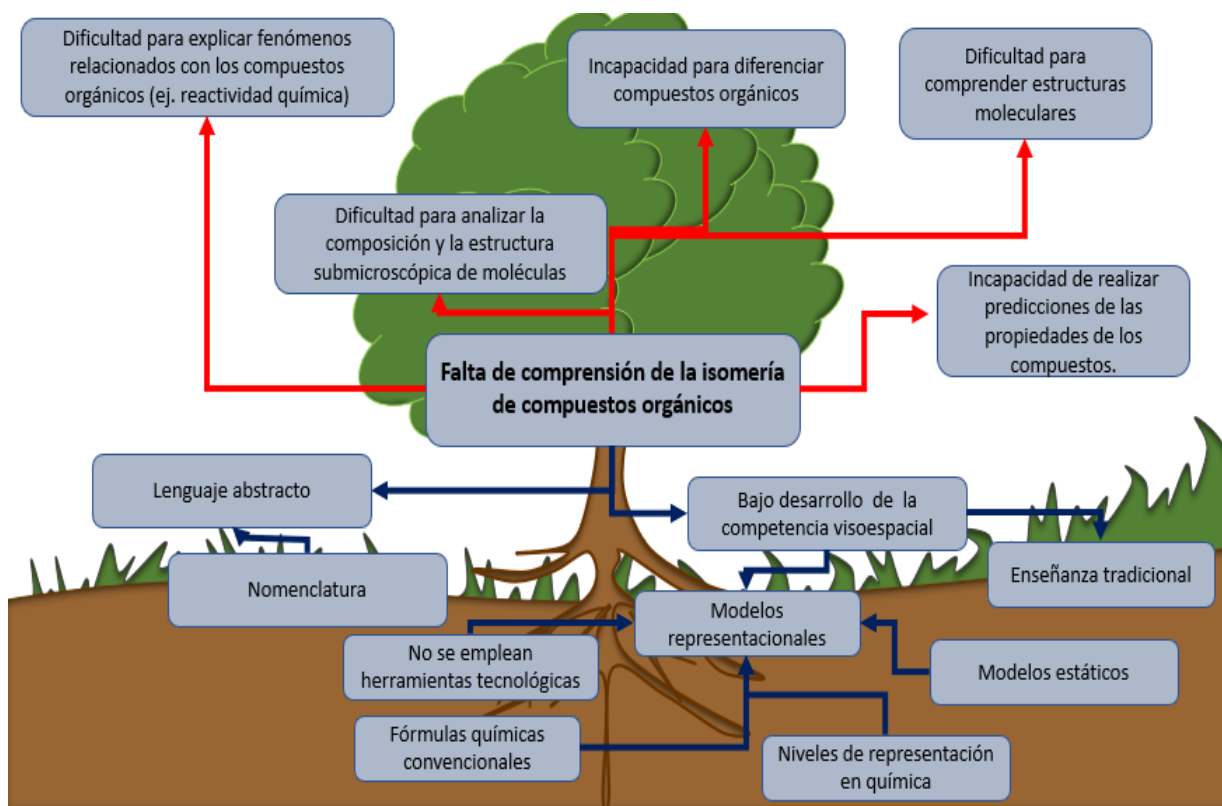 Dificultad para explicar fenómenos
relacionados con los compuestos
orgánicos (ej. reactividad química)
Incapacidad para diferenciar
compuestos orgánicos
Dificultad para
comprender estructuras
moleculares
Dificultad para analizar la
composición y la estructura
submicroscópica de moléculas
Incapacidad de realizar
predicciones de las
propiedades de los
compuestos.
Falta de comprensión de la isomería
de compuestos orgánicos
Lenguaje abstracto
Bajo desarrollo de la
competencia visoespacial
Nomenclatura
Enseñanza tradicional
Modelos
representacionales
No se emplean
herramientas tecnológicas
Modelos estáticos
Fórmulas químicas
convencionales
Niveles de representación
en química